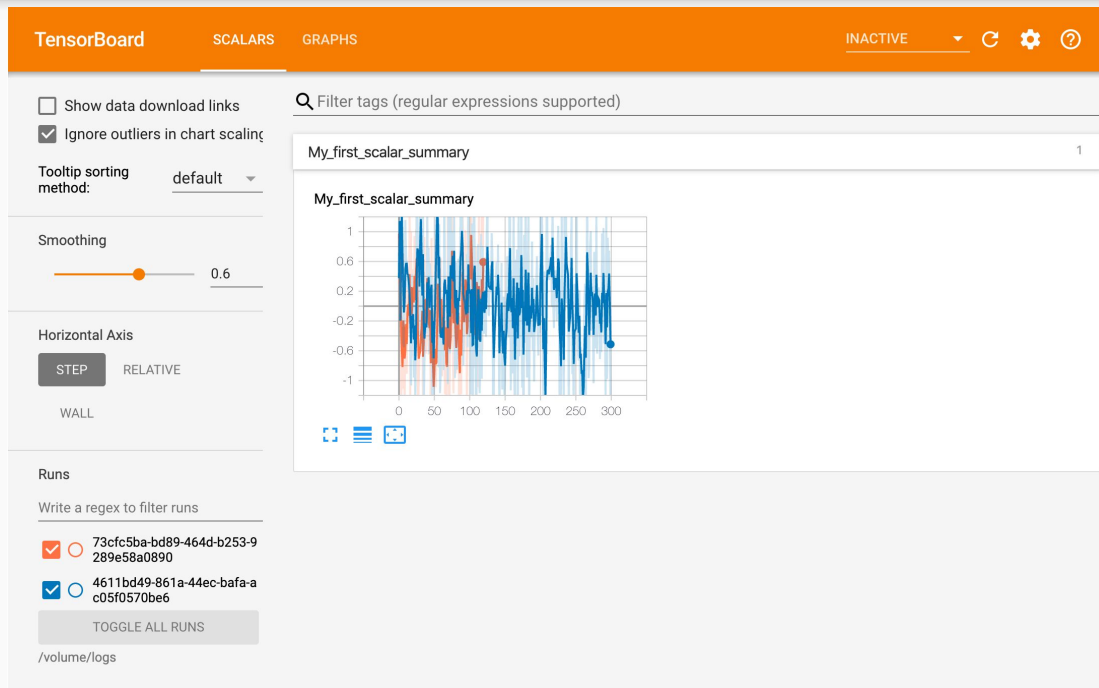 TensorBoard SCALARS GRAPHS INACTIVE
Show data download links
Ignore outliers in chart scaling
Tooltip sorting
method:
default
Smoothing
0.6
Horizontal Axis
STEP RELATIVE
WALL
Runs
Write a regex to filter runs
73cfc5ba-bd89-464d-b253-9
289e58a0890
4611bd49-861a-44ec-bafa-a
c05f0570be6
TOGGLE ALL RUNS
/volume/logs
Filter tags (regular expressions supported)
My_first_scalar_summary 1
My_first_scalar_summary
1
0.6
0.2
-0.2
-0.6
-1
0 50 100 150 200 250 300